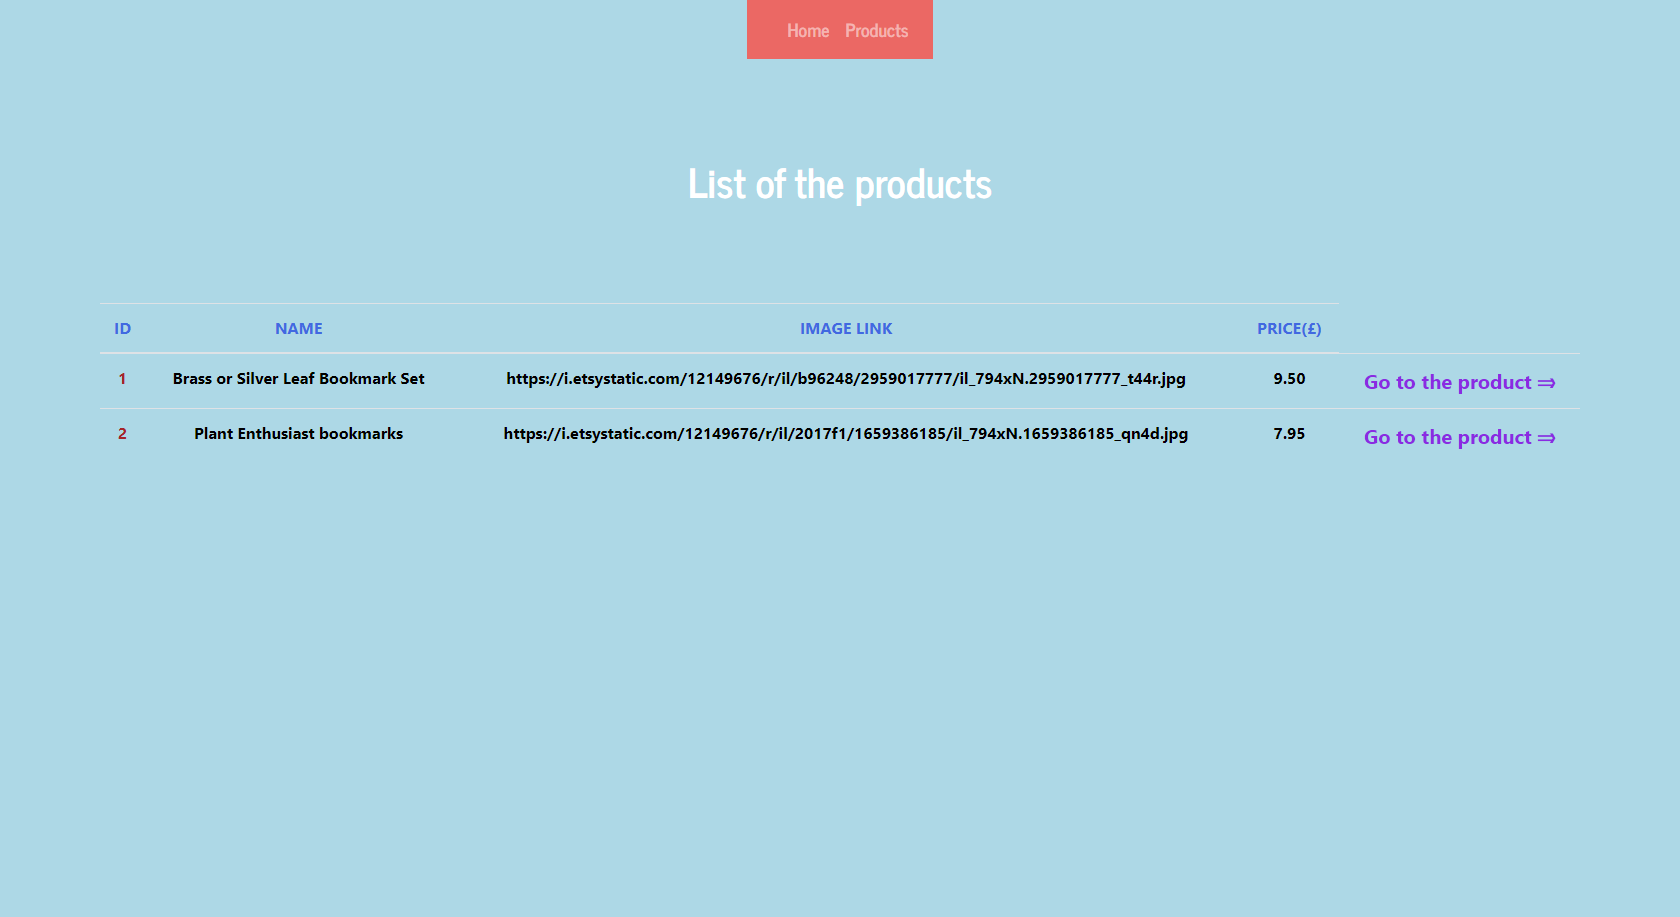 Home Products
List of the products
ID NAME IMAGE LINK PRICE(£)
1 Brass or Silver Leaf Bookmark Set https://i.etsystatic.com/12149676/r/il/b96248/2959017777/il_794xN.2959017777_t44r.jpg 9.50 Go to the product ⇒
2 Plant Enthusiast bookmarks https://i.etsystatic.com/12149676/r/il/2017f1/1659386185/il_794xN.1659386185_qn4d.jpg 7.95 Go to the product ⇒